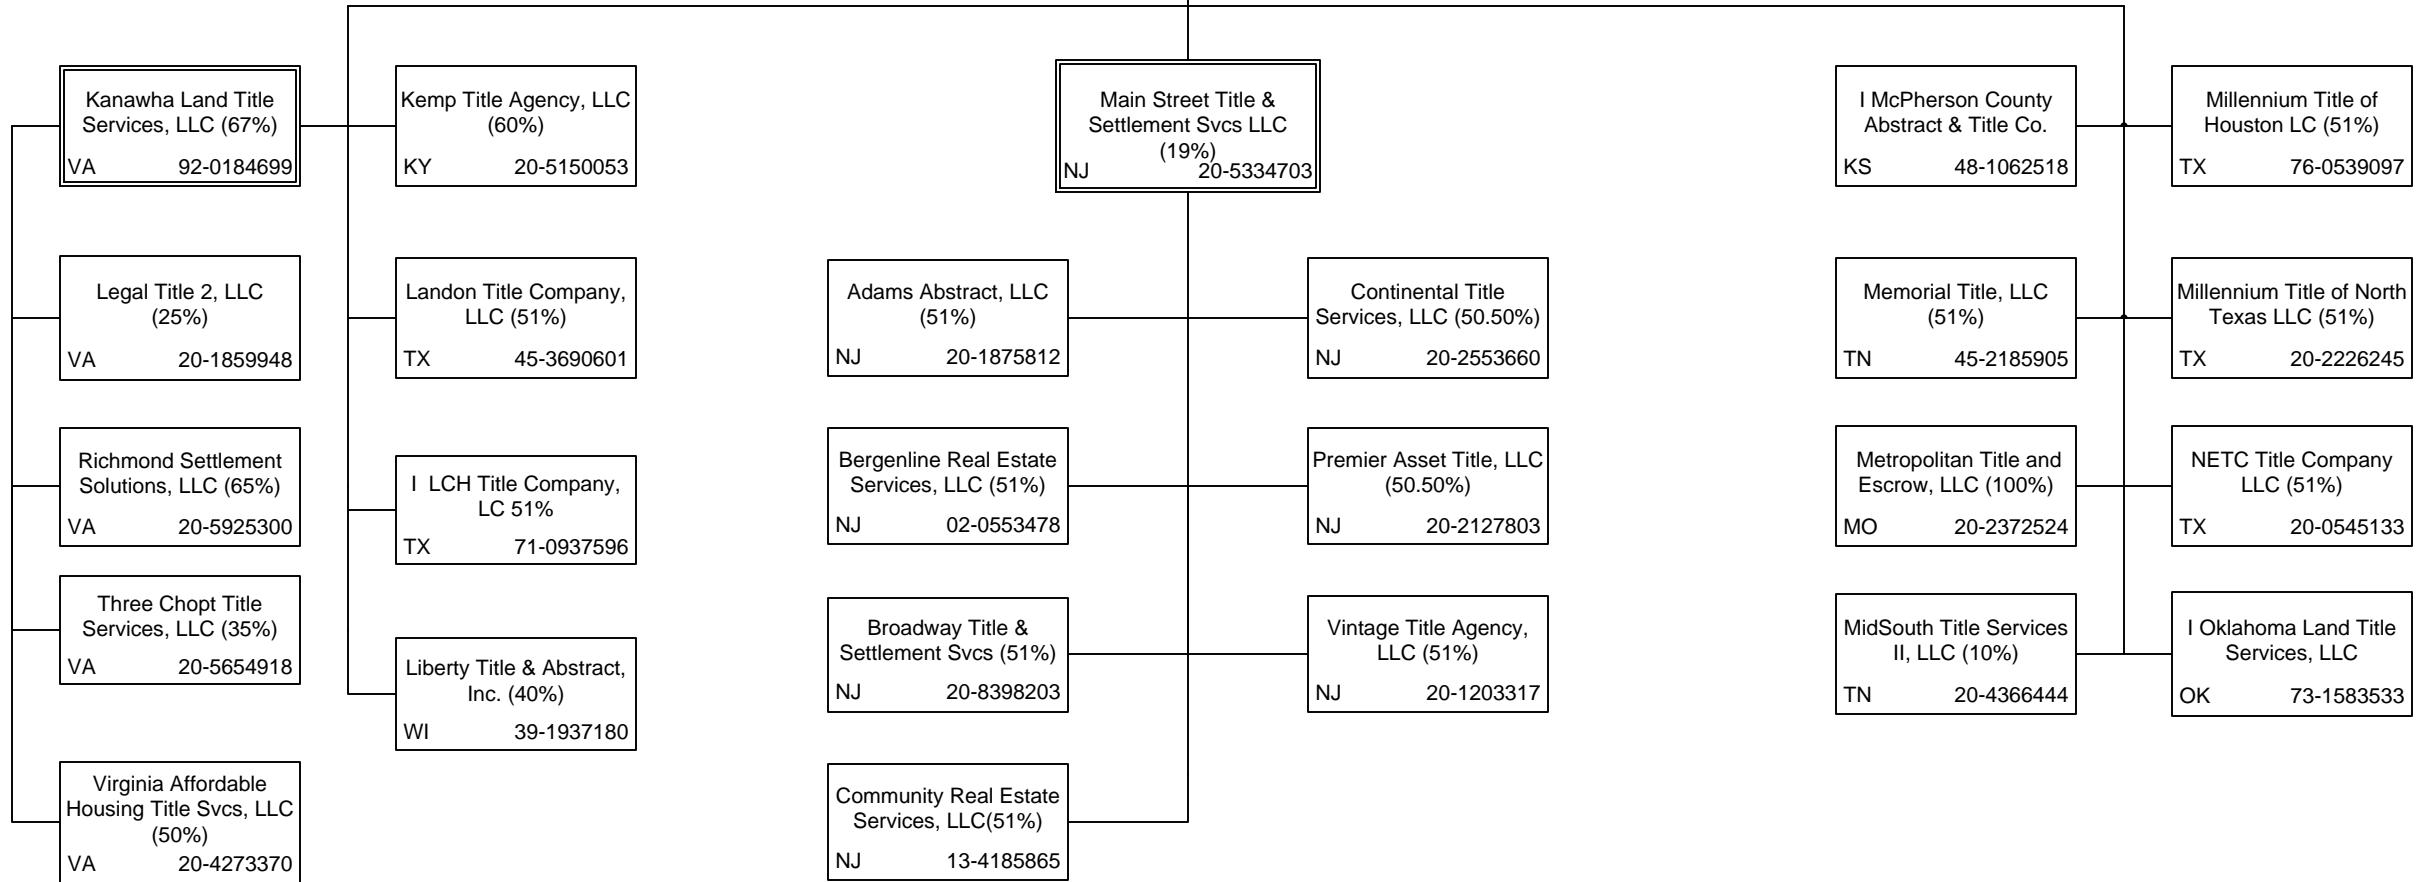 Kanawha Land Title
Services, LLC (67%)
VA 92-0184699
Legal Title 2, LLC
(25%)
VA 20-1859948
Richmond Settlement
Solutions, LLC (65%)
VA 20-5925300
Three Chopt Title
Services, LLC (35%)
VA 20-5654918
Virginia Affordable
Housing Title Svcs, LLC
(50%)
VA 20-4273370
Kemp Title Agency, LLC
(60%)
KY 20-5150053
Landon Title Company,
LLC (51%)
TX 45-3690601
I LCH Title Company,
LC 51%
TX 71-0937596
Liberty Title & Abstract,
Inc. (40%)
WI 39-1937180
Main Street Title &
Settlement Svcs LLC
(19%)
NJ 20-5334703
Adams Abstract, LLC
(51%)
NJ 20-1875812
Bergenline Real Estate
Services, LLC (51%)
NJ 02-0553478
Broadway Title &
Settlement Svcs (51%)
NJ 20-8398203
Community Real Estate
Services, LLC(51%)
NJ 13-4185865
Continental Title
Services, LLC (50.50%)
NJ 20-2553660
Premier Asset Title, LLC
(50.50%)
NJ 20-2127803
Vintage Title Agency,
LLC (51%)
NJ 20-1203317
I McPherson County
Abstract & Title Co.
KS 48-1062518
Memorial Title, LLC
(51%)
TN 45-2185905
Metropolitan Title and
Escrow, LLC (100%)
MO 20-2372524
MidSouth Title Services
II, LLC (10%)
TN 20-4366444
Millennium Title of
Houston LC (51%)
TX 76-0539097
Millennium Title of North
Texas LLC (51%)
TX 20-2226245
NETC Title Company
LLC (51%)
TX 20-0545133
I Oklahoma Land Title
Services, LLC
OK 73-1583533